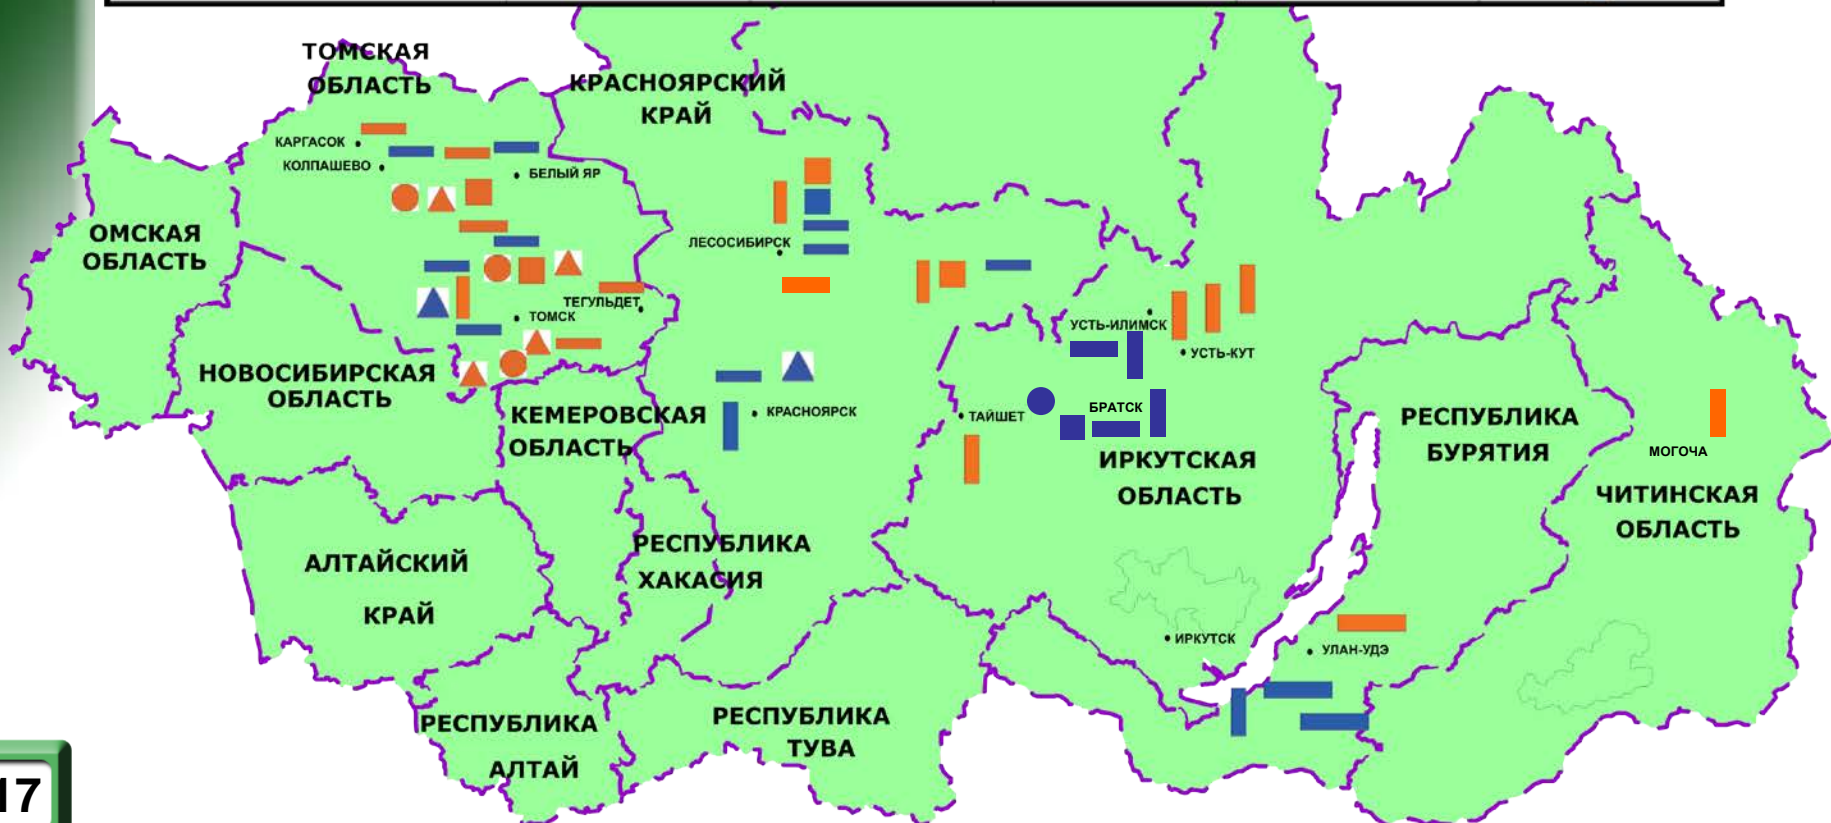 ТОМСКАЯ
ОБЛАСТЬ
КРАСНОЯРСКИЙ
КРАЙ
КАРГАСОК
КОЛПАШЕВО
БЕЛЫЙ ЯР
ОМСКАЯ
ОБЛАСТЬ
ЛЕСОСИБИРСК
ТЕГУЛЬДЕТ
ТОМСК
УСТЬ-ИЛИМСК
УСТЬ-КУТ
НОВОСИБИРСКАЯ
ОБЛАСТЬ
КЕМЕРОВСКАЯ
ОБЛАСТЬ
КРАСНОЯРСК
ТАЙШЕТ
БРАТСК
ИРКУТСКАЯ
ОБЛАСТЬ
РЕСПУБЛИКА
БУРЯТИЯ
МОГОЧА
ЧИТИНСКАЯ
ОБЛАСТЬ
АЛТАЙСКИЙ
КРАЙ
РЕСПУБЛИКА
ХАКАСИЯ
ИРКУТСК
УЛАН-УДЭ
РЕСПУБЛИКА
АЛТАЙ
РЕСПУБЛИКА
ТУВА
17